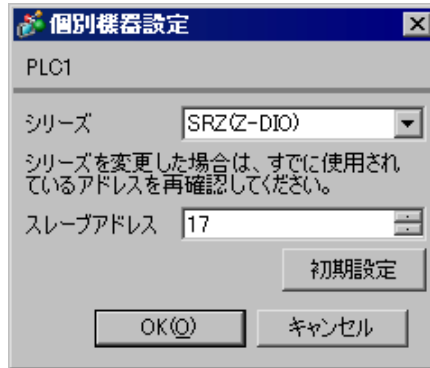 個別機器設定
PLC1
シリーズ SRZ(Z-DIO)
シリーズを変更した場合は、すでに使用され
ているアドレスを再確認してください。
スレーブアドレス 17
初期設定
OK(O) キャンセル